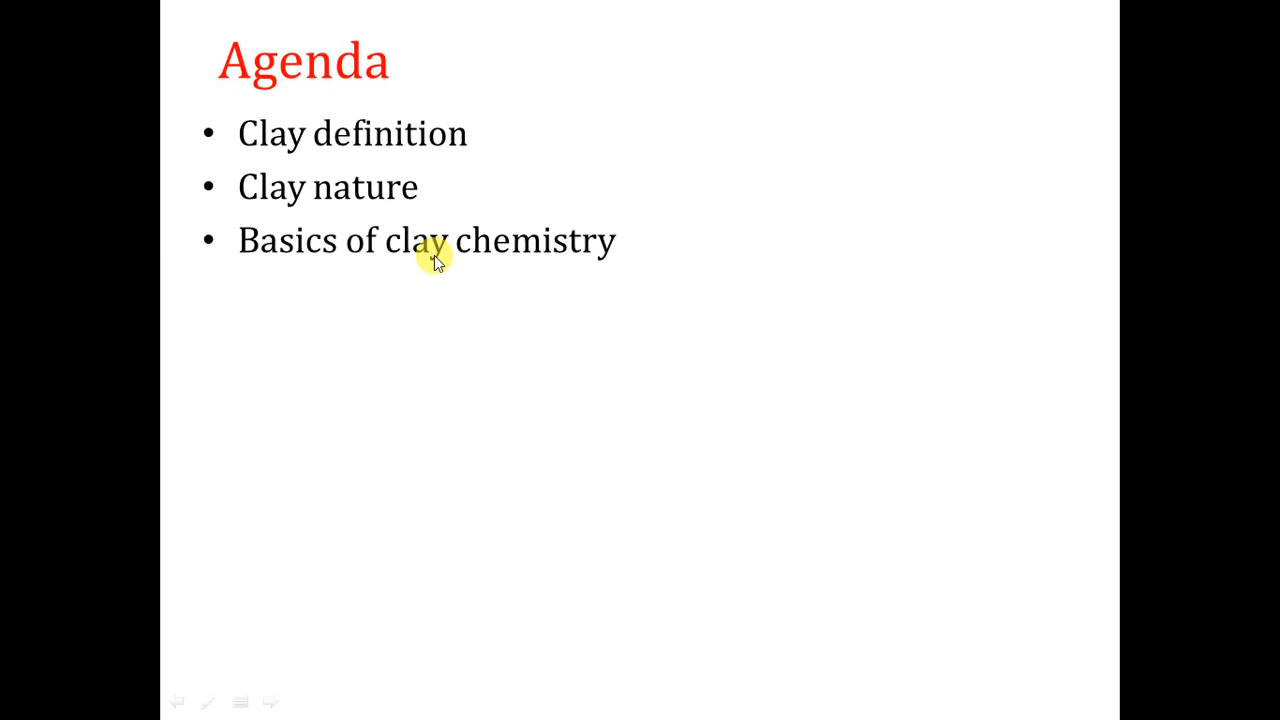 Agenda
• Clay definition
• Clay nature
• Basics of clay chemistry